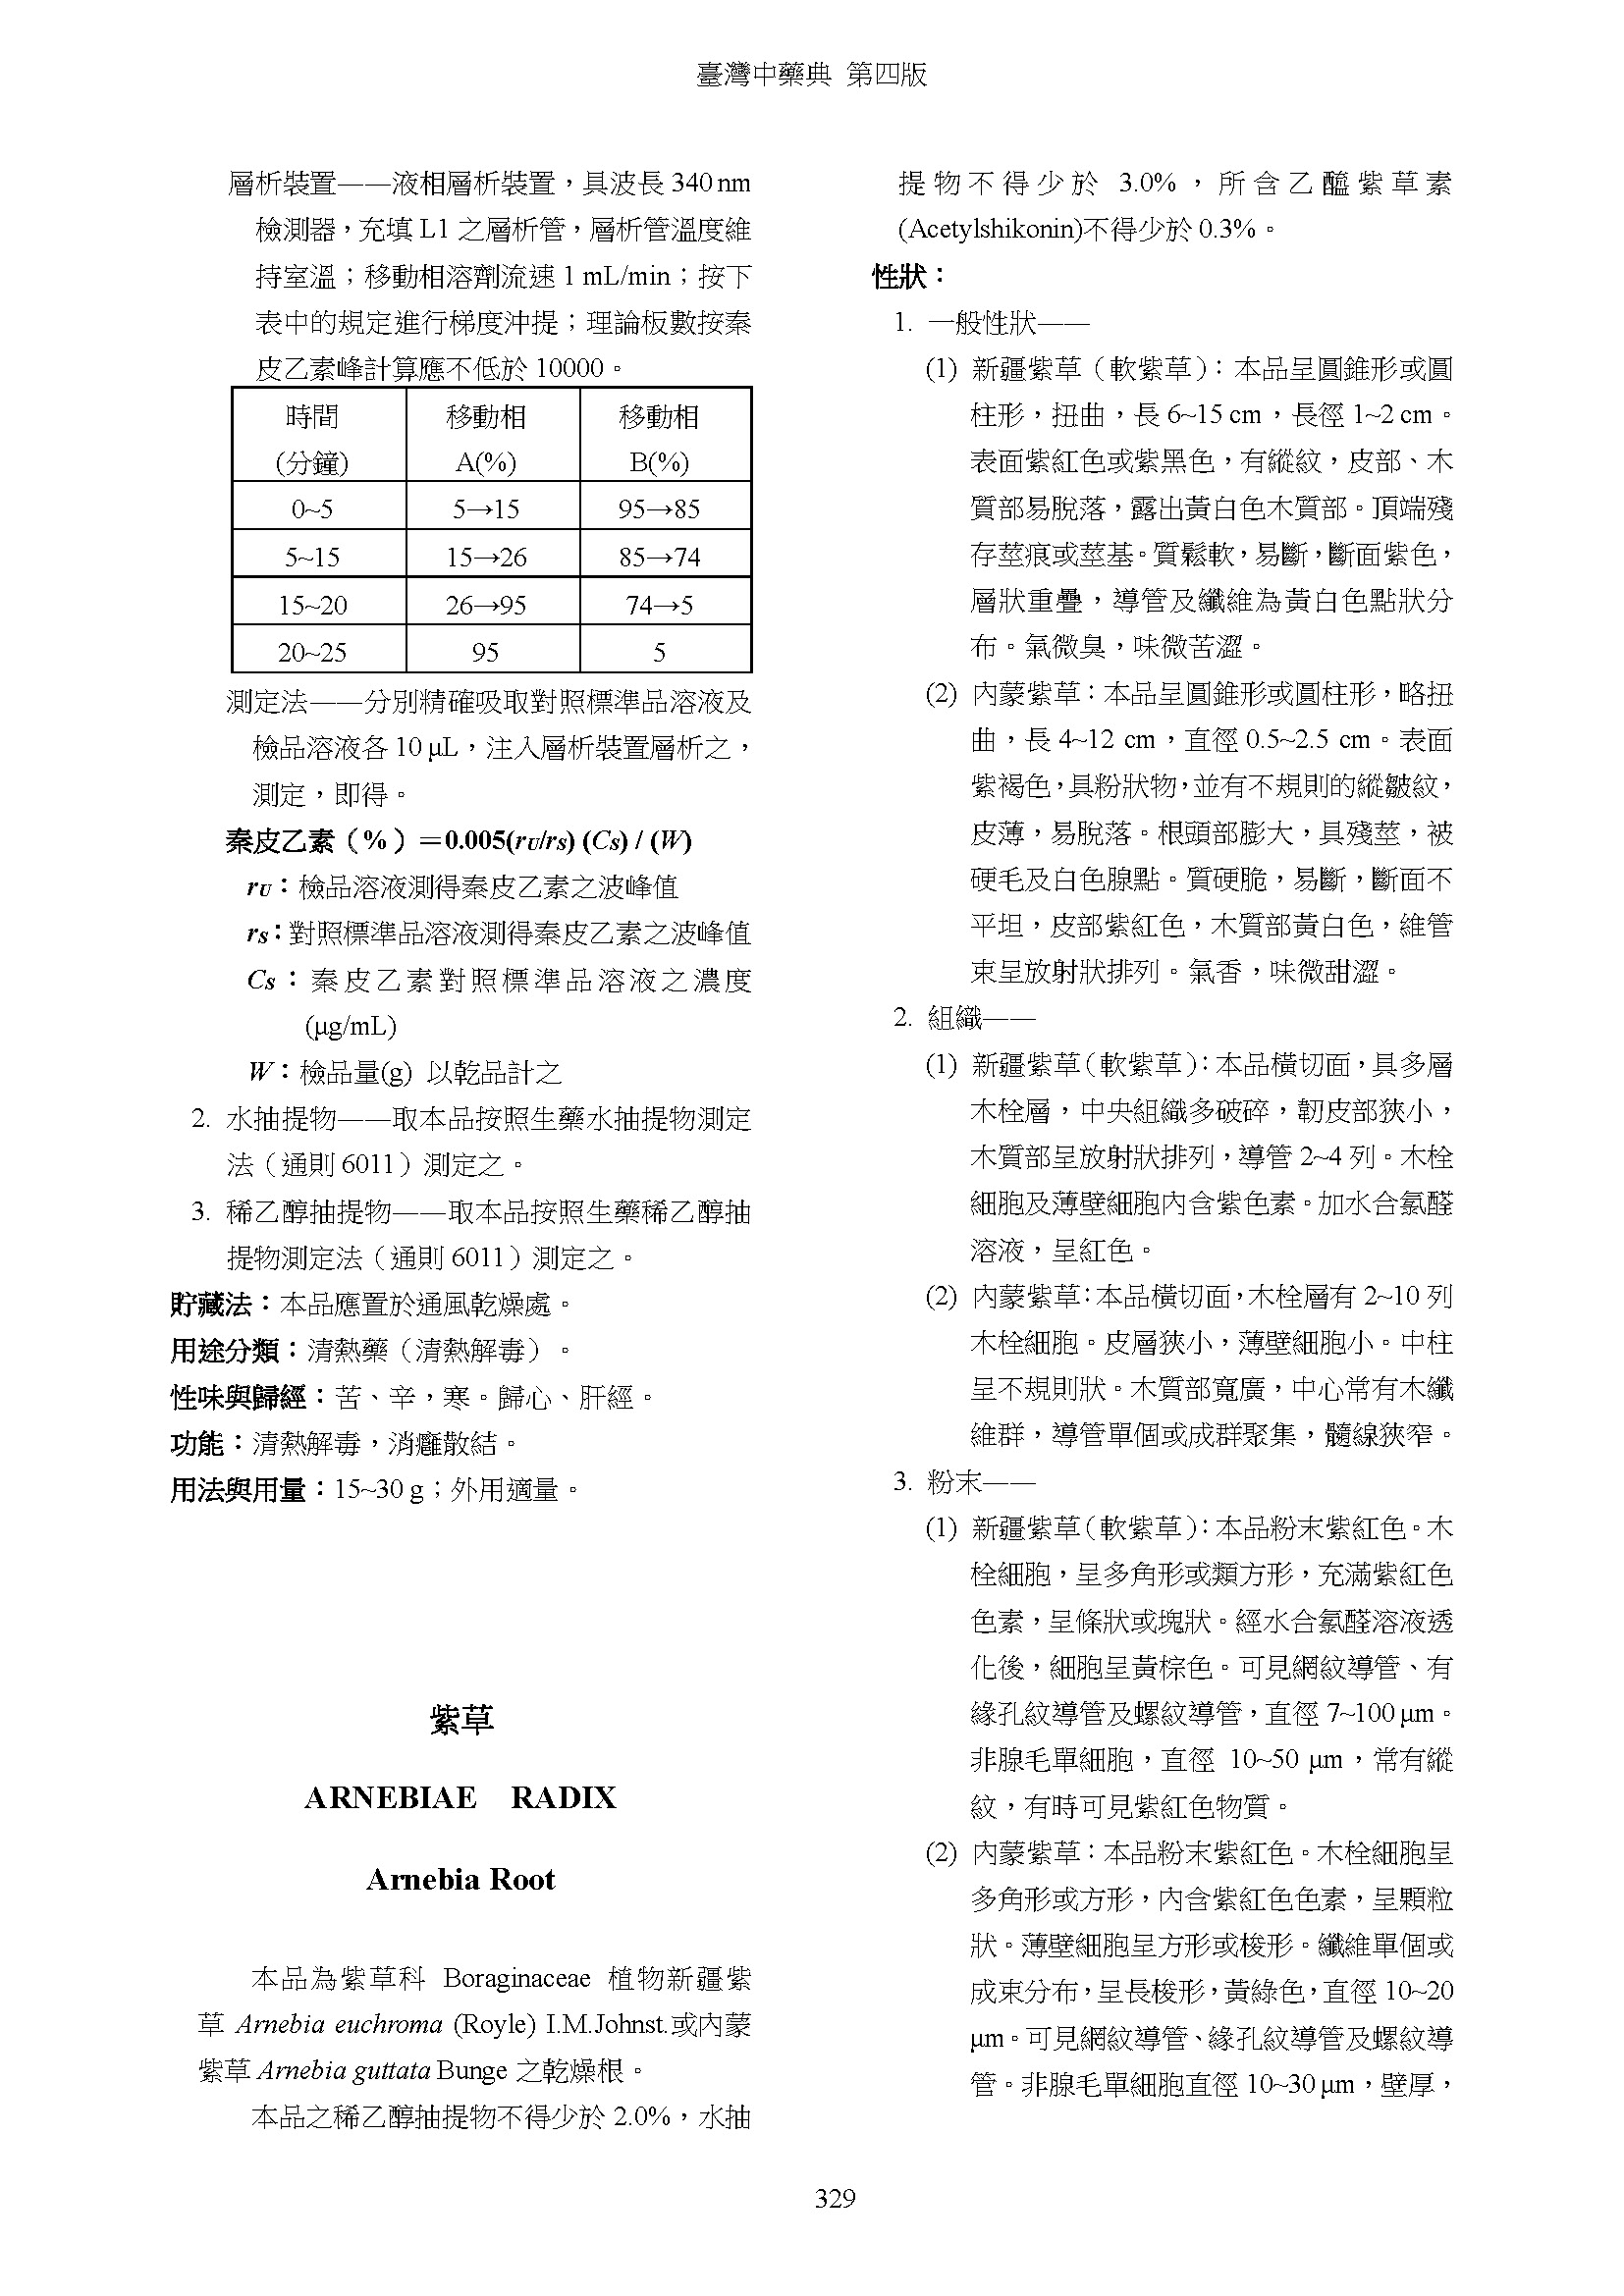 臺灣中藥典 第四版
層析裝置——液相層析裝置，具波長 340 nm
檢測器，充填 L1 之層析管，層析管溫度維
持室溫；移動相溶劑流速 1 mL/min；按下
表中的規定進行梯度沖提；理論板數按秦
皮乙素峰計算應不低於 10000。
時間 移動相 移動相
(分鐘) A(%) B(%)
0~5 5→15 95→85
5~15 15→26 85→74
15~20 26→95 74→5
20~25 95 5
測定法——分別精確吸取對照標準品溶液及
檢品溶液各 10 μL，注入層析裝置層析之，
測定，即得。
秦皮乙素（%）＝0.005(rU/rS) (CS) / (W)
rU：檢品溶液測得秦皮乙素之波峰值
rS：對照標準品溶液測得秦皮乙素之波峰值
CS：秦皮乙素對照標準品溶液之濃度
(μg/mL)
W：檢品量(g) 以乾品計之
2. 水抽提物——取本品按照生藥水抽提物測定
法（通則 6011）測定之。
3. 稀乙醇抽提物——取本品按照生藥稀乙醇抽
提物測定法（通則 6011）測定之。
貯藏法：本品應置於通風乾燥處。
用途分類：清熱藥（清熱解毒）。
性味與歸經：苦、辛，寒。歸心、肝經。
功能：清熱解毒，消癰散結。
用法與用量：15~30 g；外用適量。
紫草
ARNEBIAE RADIX
Arnebia Root
本品為紫草科 Boraginaceae 植物新疆紫
草 Arnebia euchroma (Royle) I.M.Johnst.或內蒙
紫草 Arnebia guttata Bunge 之乾燥根。
本品之稀乙醇抽提物不得少於 2.0%，水抽
提物不得少於 3.0%，所含乙醯紫草素
(Acetylshikonin)不得少於 0.3%。
性狀：
1. 一般性狀——
(1) 新疆紫草（軟紫草）：本品呈圓錐形或圓
柱形，扭曲，長 6~15 cm，長徑 1~2 cm。
表面紫紅色或紫黑色，有縱紋，皮部、木
質部易脫落，露出黃白色木質部。頂端殘
存莖痕或莖基。質鬆軟，易斷，斷面紫色，
層狀重疊，導管及纖維為黃白色點狀分
布。氣微臭，味微苦澀。
(2) 內蒙紫草：本品呈圓錐形或圓柱形，略扭
曲，長 4~12 cm，直徑 0.5~2.5 cm。表面
紫褐色，具粉狀物，並有不規則的縱皺紋，
皮薄，易脫落。根頭部膨大，具殘莖，被
硬毛及白色腺點。質硬脆，易斷，斷面不
平坦，皮部紫紅色，木質部黃白色，維管
束呈放射狀排列。氣香，味微甜澀。
2. 組織——
(1) 新疆紫草（軟紫草）：本品橫切面，具多層
木栓層，中央組織多破碎，韌皮部狹小，
木質部呈放射狀排列，導管 2~4 列。木栓
細胞及薄壁細胞內含紫色素。加水合氯醛
溶液，呈紅色。
(2) 內蒙紫草：本品橫切面，木栓層有 2~10 列
木栓細胞。皮層狹小，薄壁細胞小。中柱
呈不規則狀。木質部寬廣，中心常有木纖
維群，導管單個或成群聚集，髓線狹窄。
3. 粉末——
(1) 新疆紫草（軟紫草）：本品粉末紫紅色。木
栓細胞，呈多角形或類方形，充滿紫紅色
色素，呈條狀或塊狀。經水合氯醛溶液透
化後，細胞呈黃棕色。可見網紋導管、有
緣孔紋導管及螺紋導管，直徑 7~100 μm。
非腺毛單細胞，直徑 10~50 μm，常有縱
紋，有時可見紫紅色物質。
(2) 內蒙紫草：本品粉末紫紅色。木栓細胞呈
多角形或方形，內含紫紅色色素，呈顆粒
狀。薄壁細胞呈方形或梭形。纖維單個或
成束分布，呈長梭形，黃綠色，直徑 10~20
μm。可見網紋導管、緣孔紋導管及螺紋導
管。非腺毛單細胞直徑 10~30 μm，壁厚，
329